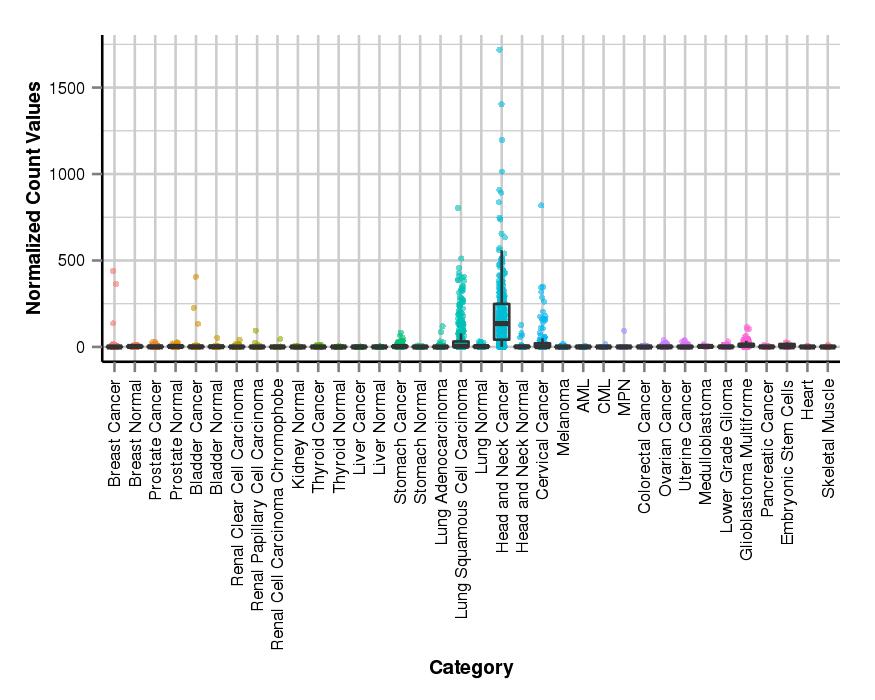 Normalized Count Values
1500
1000
500
0
Breast Cancer
Breast Normal
Prostate Cancer
Prostate Normal
Bladder Cancer
Bladder Normal
Renal Clear Cell Carcinoma
Renal Papillary Cell Carcinoma
Renal Cell Carcinoma Chromophobe
Kidney Normal
Thyroid Cancer
Thyroid Normal
Liver Cancer
Liver Normal
Stomach Cancer
Stomach Normal
Lung Adenocarcinoma
Lung Squamous Cell Carcinoma
Lung Normal
Head and Neck Cancer
Head and Neck Normal
Cervical Cancer
Melanoma
AML
CML
MPN
Colorectal Cancer
Ovarian Cancer
Uterine Cancer
Medulloblastoma
Lower Grade Glioma
Glioblastoma Multiforme
Pancreatic Cancer
Embryonic Stem Cells
Heart
Skeletal Muscle
Category